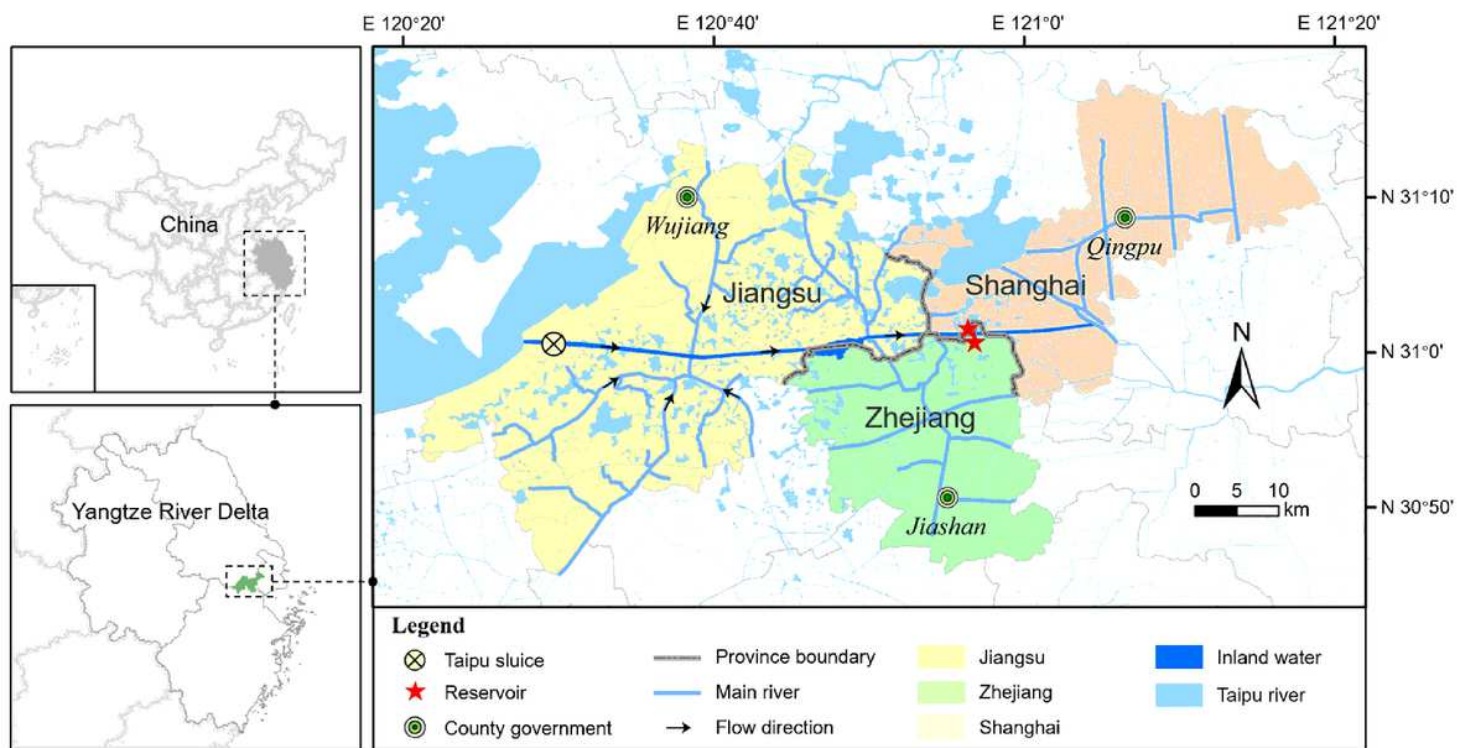 E 120°20'
E 120°40'
E 121°0'
E 121°20'
China
Wujiang
Qingpu
N 31°10'
Jiangsu
Shanghai
N 31°0'
N
Zhejiang
0 5 10
km
Jiashan
N 30°50'
Yangtze River Delta
Legend
Taipu sluice
Province boundary
Jiangsu
Inland water
Reservoir
Main river
Zhejiang
Taipu river
County government
Flow direction
Shanghai